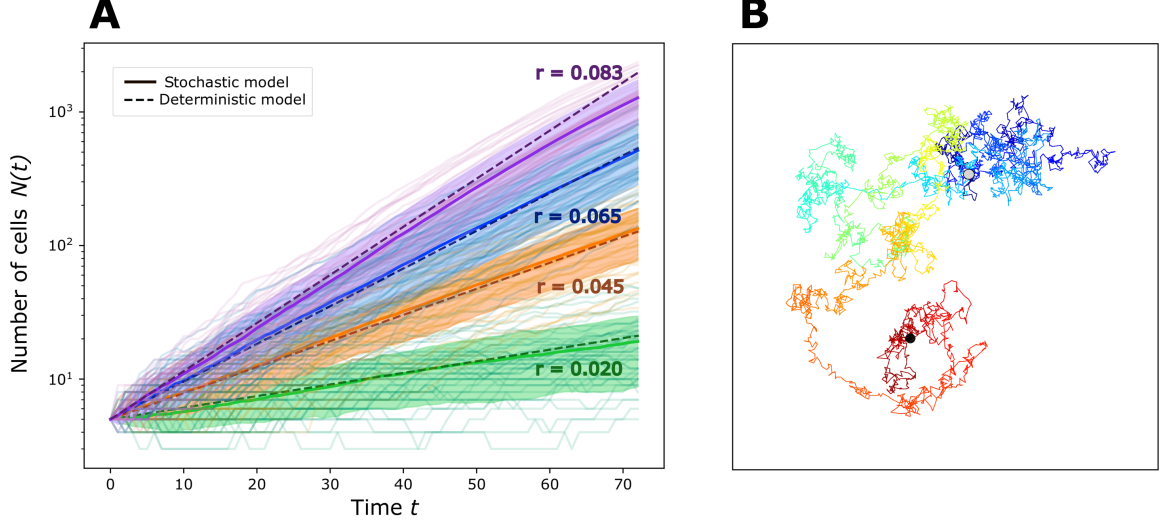 A
B
Number of cells N(t)
10³
10²
10¹
Stochastic model
Deterministic model
r = 0.083
r = 0.065
r = 0.045
r = 0.020
0 10 20 30 40 50 60 70
Time t